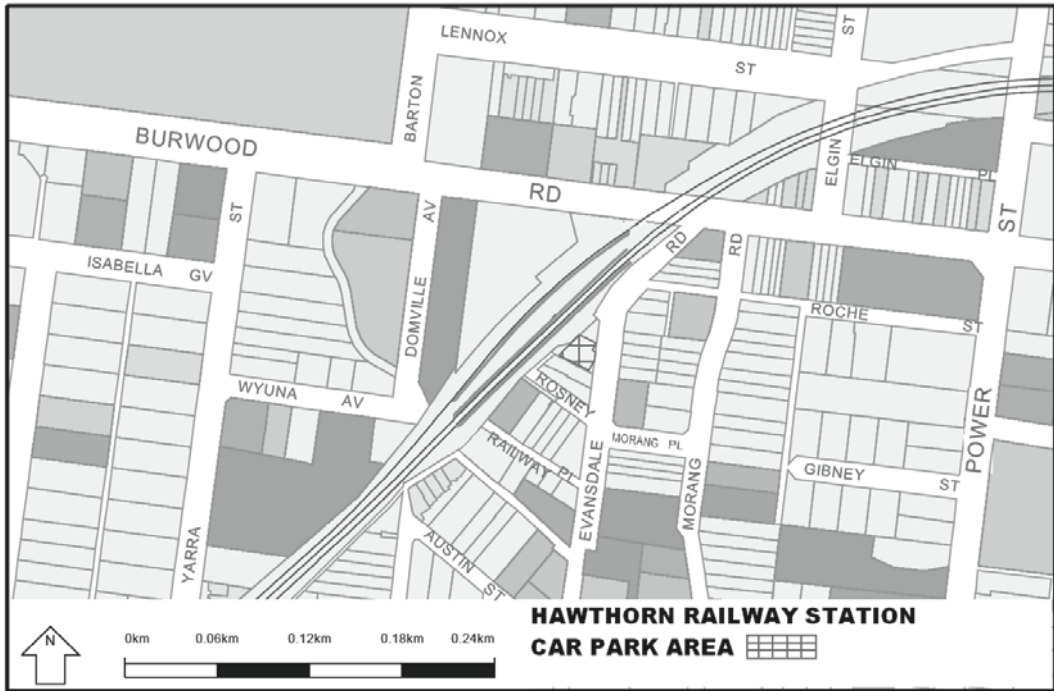 LENNOX ST
ST
BARTON
BURWOOD RD
ELGIN
ELGIN PL
ST
ST
AV
RD
RD
ISABELLA GV
DOMVILLE
ROCHE ST
WYUNA AV
ROSNEY
MORANG PL
RAILWAY PL
EVANSDALE
MORANG
POWER
GIBNEY ST
YARRA
AUSTIN ST
N
0km 0.06km 0.12km 0.18km 0.24km
HAWTHORN RAILWAY STATION
CAR PARK AREA